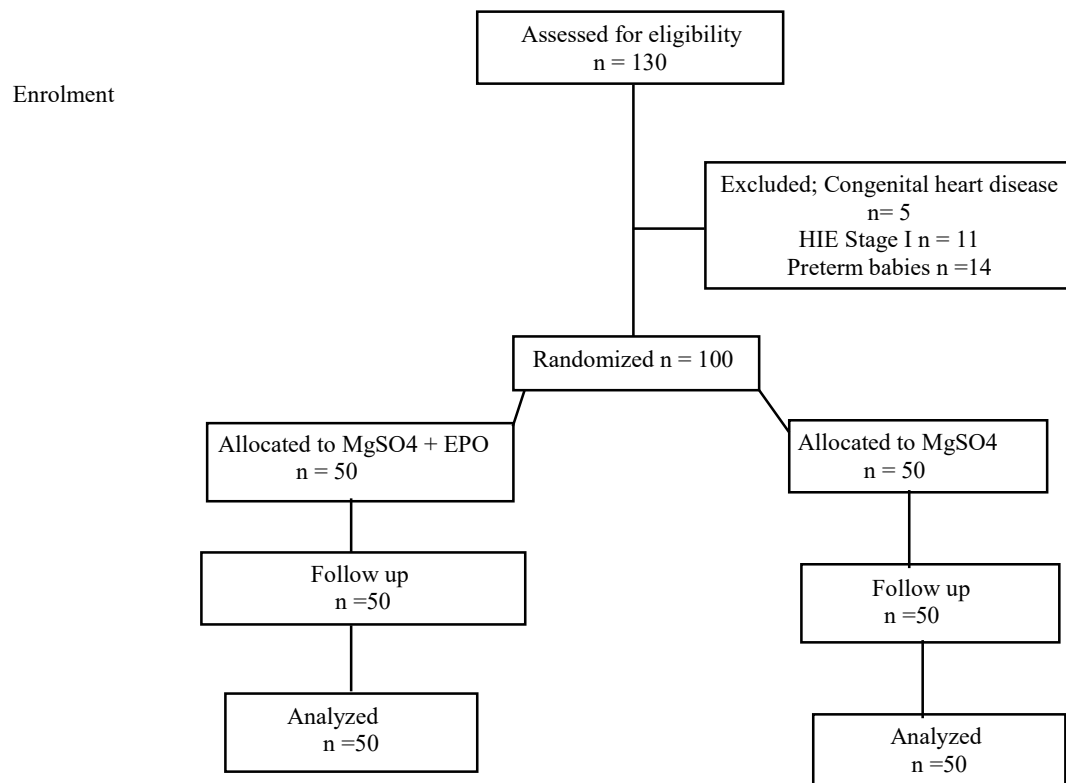 Assessed for eligibility
n = 130
Enrolment
Excluded; Congenital heart disease
n= 5
HIE Stage I n = 11
Preterm babies n =14
Randomized n = 100
Allocated to MgSO4 + EPO
n = 50
Allocated to MgSO4
n = 50
Follow up
n =50
Follow up
n =50
Analyzed
n =50
Analyzed
n =50